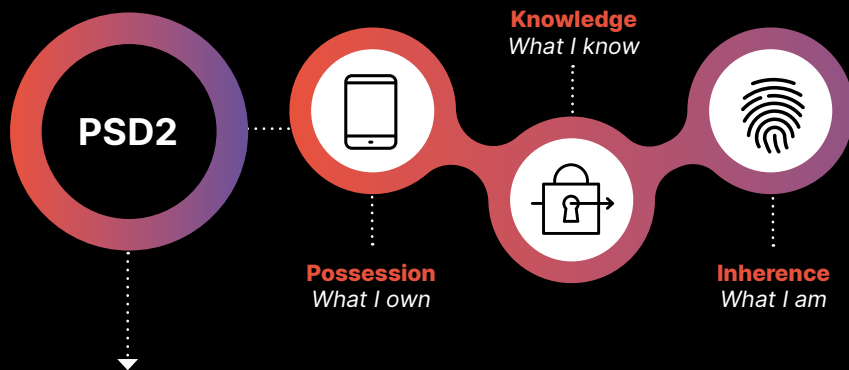 PSD2
Knowledge
What I know
Possession
What I own
Inherence
What I am